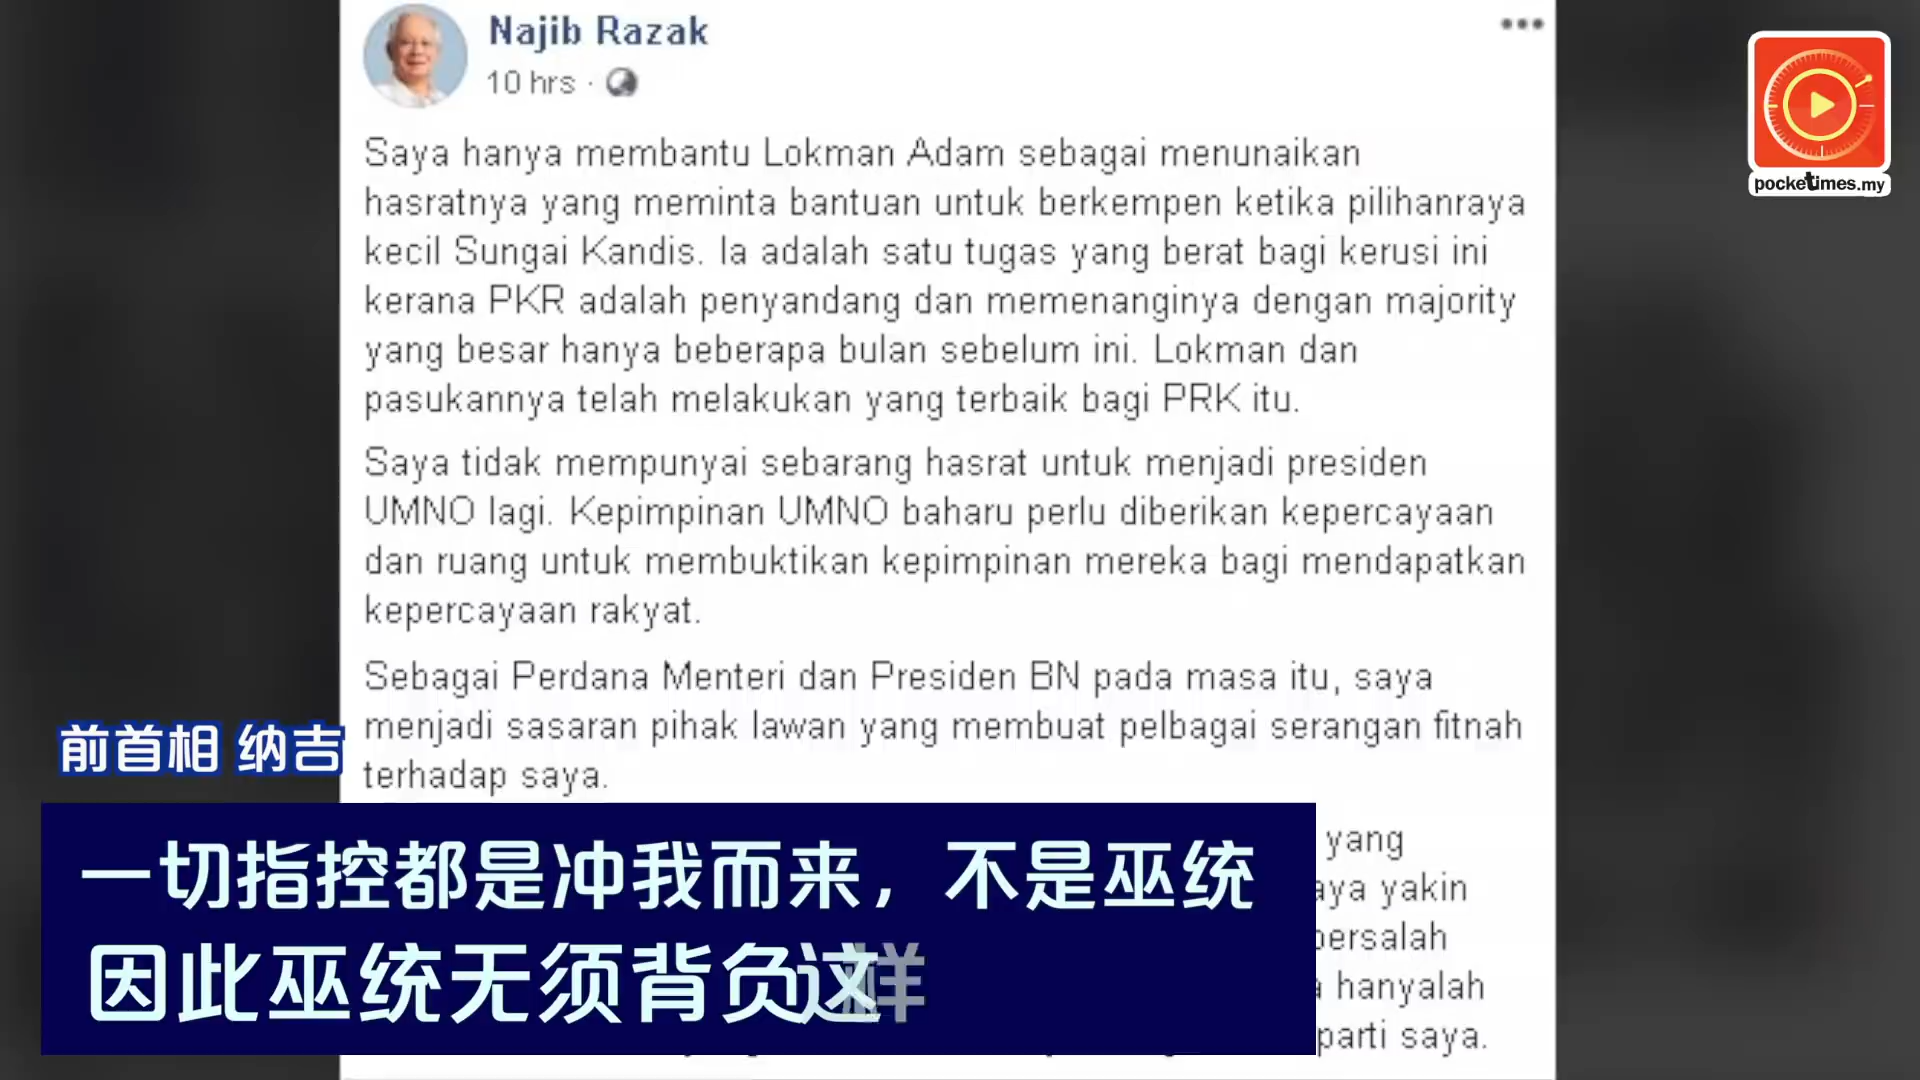 Najib Razak
10 hrs ·
Saya hanya membantu Lokman Adam sebagai menunaikan
hasratnya yang meminta bantuan untuk berkempen ketika pilihanraya
kecil Sungai Kandis. Ia adalah satu tugas yang berat bagi kerusi ini
kerana PKR adalah penyandang dan memenanginya dengan majority
yang besar hanya beberapa bulan sebelum ini. Lokman dan
pasukannya telah melakukan yang terbaik bagi PRK itu.
Saya tidak mempunyai sebarang hasrat untuk menjadi presiden
UMNO lagi. Kepimpinan UMNO baharu perlu diberikan kepercayaan
dan ruang untuk membuktikan kepimpinan mereka bagi mendapatkan
kepercayaan rakyat.
Sebagai Perdana Menteri dan Presiden BN pada masa itu, saya
menjadi sasaran pihak lawan yang membuat pelbagai serangan fitnah
terhadap saya.
yang
yakin
hanyalah
parti saya.
前首相 纳吉
一切指控都是冲我而来，不是巫统
因此巫统无须背负这样
pocketimes.my